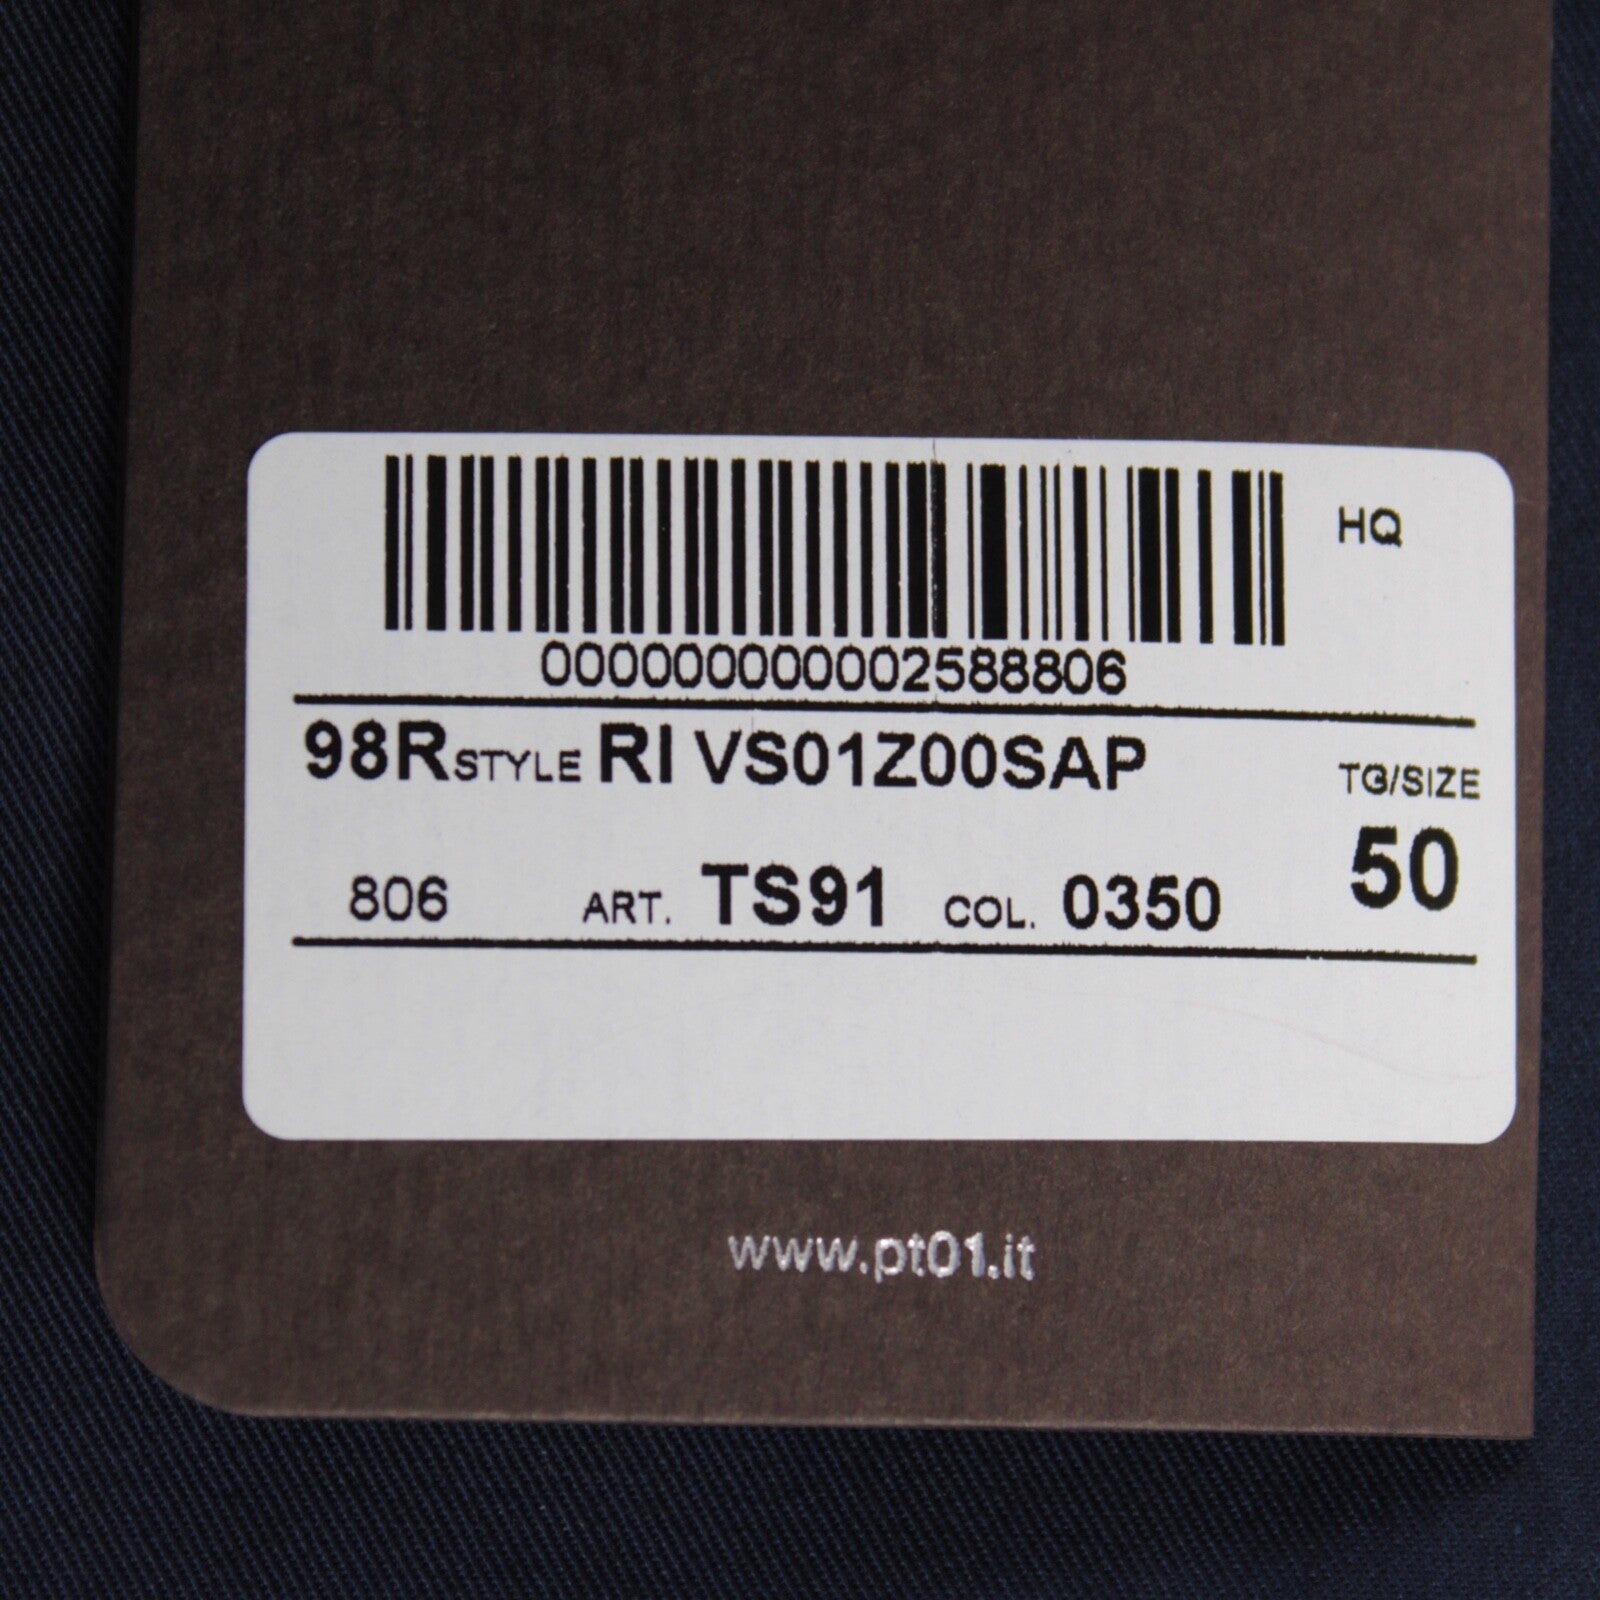 HQ
000000000002588806
98R STYLE RI VS01Z00SAP
TG/SIZE
50
806 ART. TS91 COL. 0350
www.pt01.it